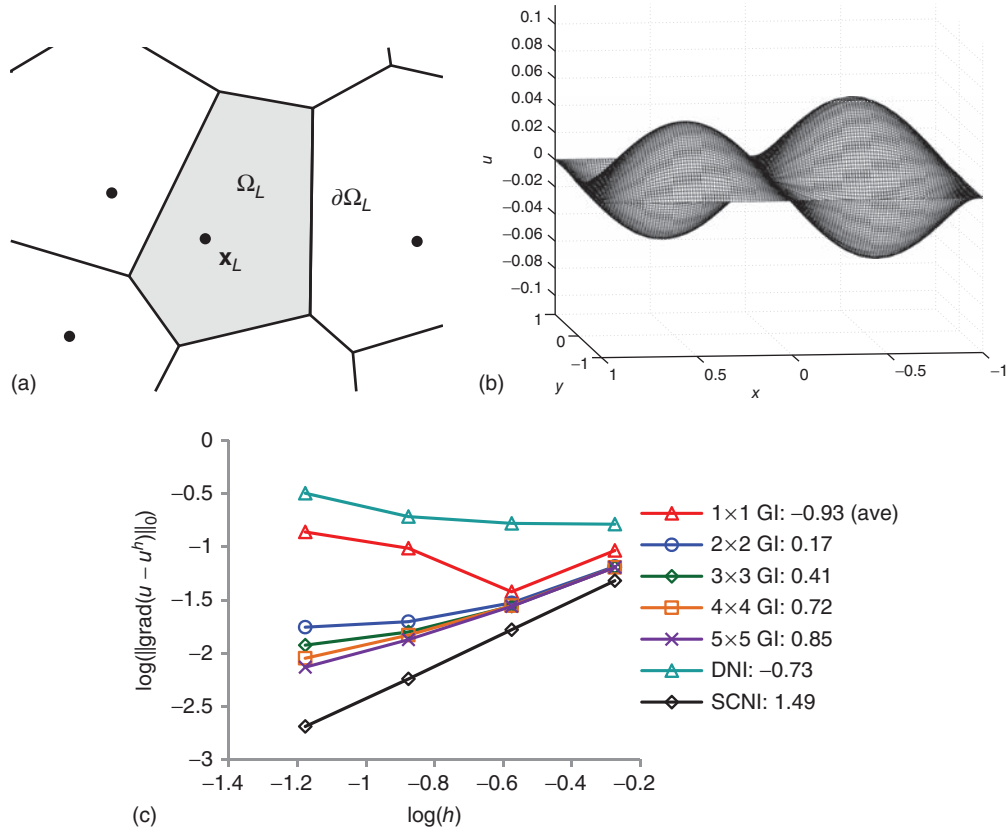 Ω_L
∂Ω_L
x_L
(a)
0.1
0.08
0.06
0.04
0.02
0
−0.02
−0.04
−0.06
−0.08
−0.1
u
1
0
−1
y
1
0.5
0
−0.5
−1
x
(b)
0
−0.5
−1
−1.5
−2
−2.5
−3
log(||grad(u − u^h)||_0)
−1.4
−1.2
−1
−0.8
−0.6
−0.4
−0.2
log(h)
1×1 GI: −0.93 (ave)
2×2 GI: 0.17
3×3 GI: 0.41
4×4 GI: 0.72
5×5 GI: 0.85
DNI: −0.73
SCNI: 1.49
(c)